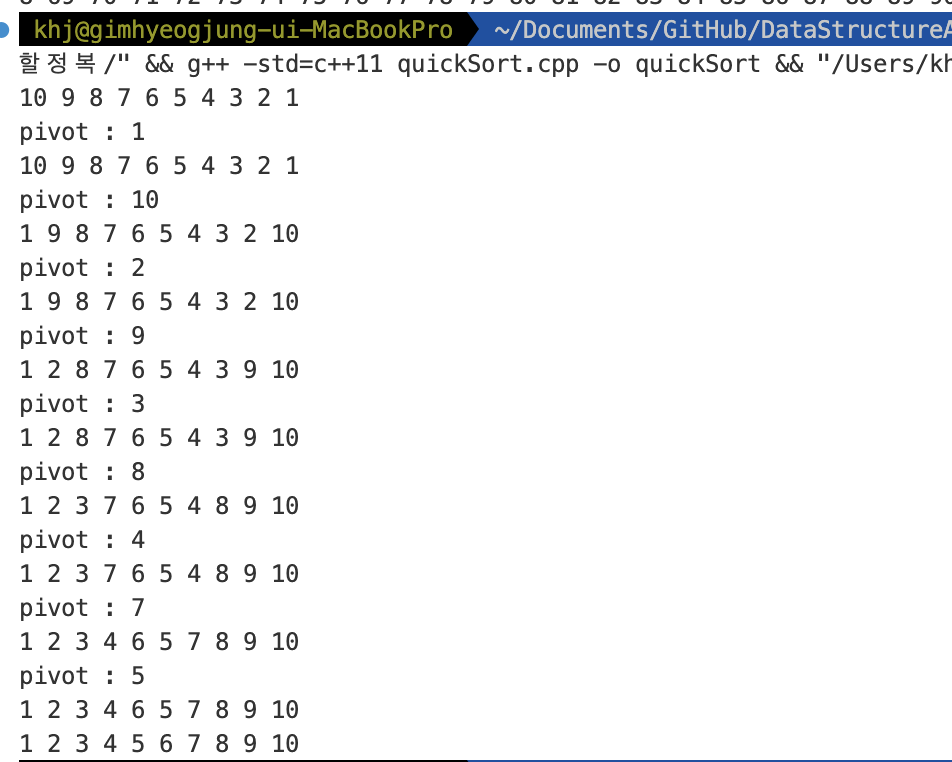 khj@gimhyeogjung-ui-MacBookPro ~/Documents/GitHub/DataStructureA
할정복/" && g++ -std=c++11 quickSort.cpp -o quickSort && "/Users/kh
10 9 8 7 6 5 4 3 2 1
pivot : 1
10 9 8 7 6 5 4 3 2 1
pivot : 10
1 9 8 7 6 5 4 3 2 10
pivot : 2
1 9 8 7 6 5 4 3 2 10
pivot : 9
1 2 8 7 6 5 4 3 9 10
pivot : 3
1 2 8 7 6 5 4 3 9 10
pivot : 8
1 2 3 7 6 5 4 8 9 10
pivot : 4
1 2 3 7 6 5 4 8 9 10
pivot : 7
1 2 3 4 6 5 7 8 9 10
pivot : 5
1 2 3 4 6 5 7 8 9 10
1 2 3 4 5 6 7 8 9 10